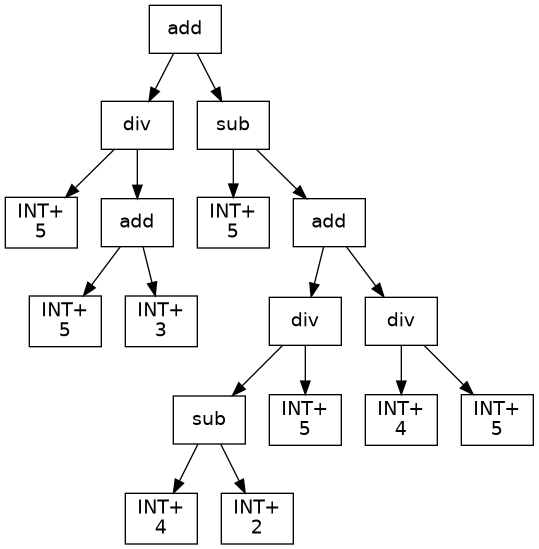 add
div
sub
INT+
5
add
INT+
5
add
INT+
5
INT+
3
div
div
sub
INT+
5
INT+
4
INT+
5
INT+
4
INT+
2